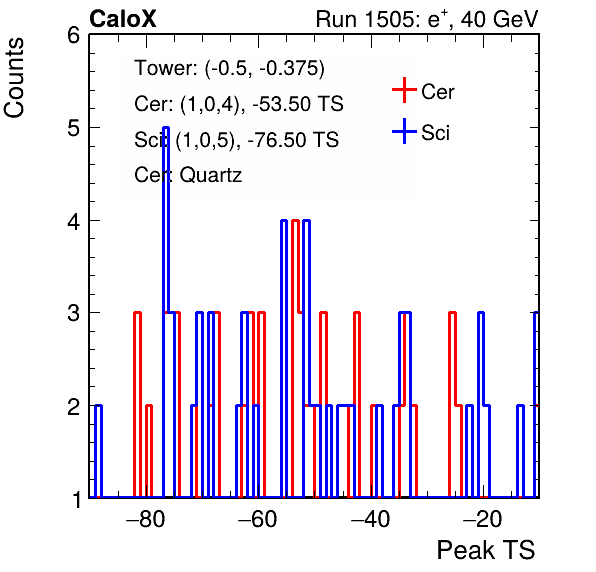 CaloX Run 1505: e⁺, 40 GeV
Counts
6
5
4
3
2
1
Tower: (-0.5, -0.375)
Cer: (1,0,4), -53.50 TS
Sci: (1,0,5), -76.50 TS
Cer: Quartz
Cer
Sci
−80 −60 −40 −20
Peak TS